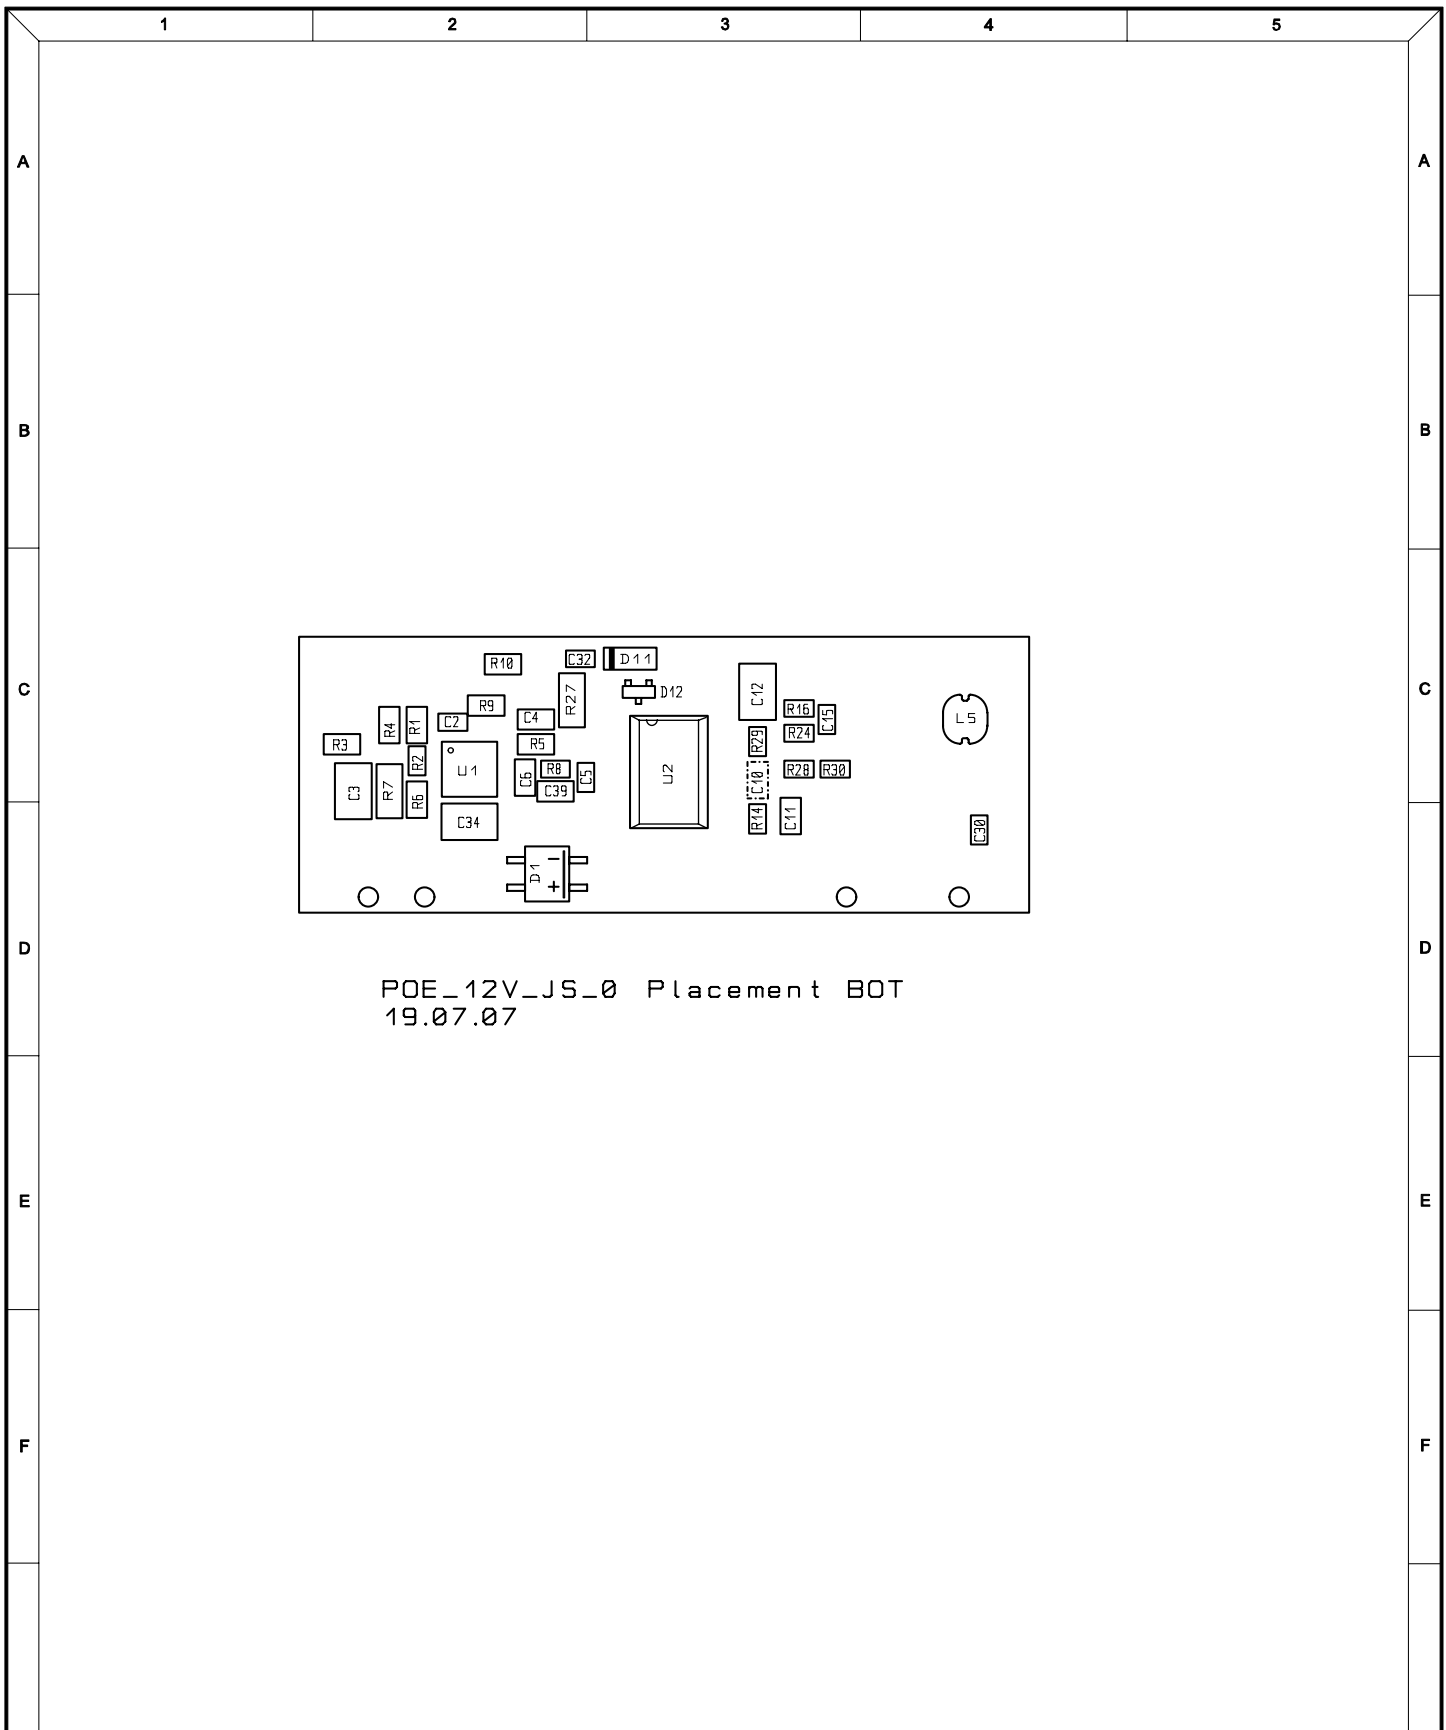 1 2 3 4 5
A A
B B
R10 C32 D11
D12
C C
R27 C12
R9 R16
C4 C15 L5
R4 R1 C2
R24
R3 R5 R29
R2
U1 C6 R8 C5 U2 C10 R28 R30
C3 R7 R6 C39
C34 R14 C11 C30
D1 -
+
D D
POE_12V_JS_0 Placement BOT
19.07.07
E E
F F